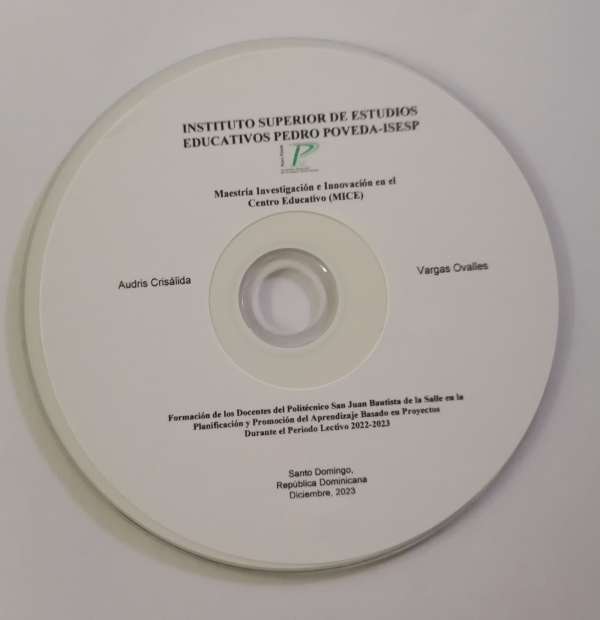 INSTITUTO SUPERIOR DE ESTUDIOS
EDUCATIVOS PEDRO POVEDA-ISESP
Maestría Investigación e Innovación en el
Centro Educativo (MICE)
Audris Crisálida
Vargas Ovalles
Formación de los Docentes del Politécnico San Juan Bautista de la Salle en la
Planificación y Promoción del Aprendizaje Basado en Proyectos
Durante el Periodo Lectivo 2022-2023
Santo Domingo,
República Dominicana
Diciembre, 2023